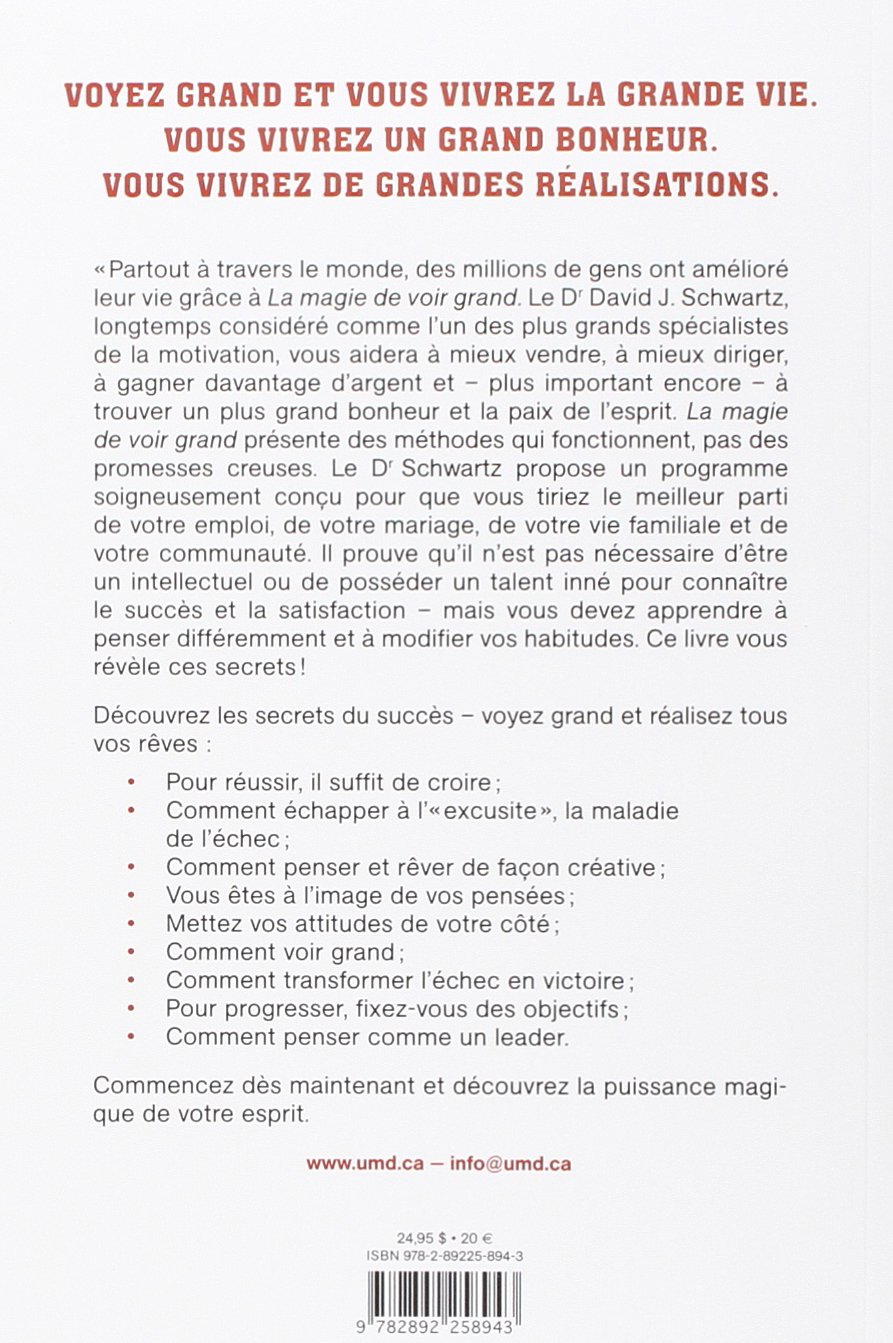 VOYEZ GRAND ET VOUS VIVREZ LA GRANDE VIE.
VOUS VIVREZ UN GRAND BONHEUR.
VOUS VIVREZ DE GRANDES RÉALISATIONS.
« Partout à travers le monde, des millions de gens ont amélioré
leur vie grâce à La magie de voir grand. Le Dr David J. Schwartz,
longtemps considéré comme l'un des plus grands spécialistes
de la motivation, vous aidera à mieux vendre, à mieux diriger,
à gagner davantage d'argent et – plus important encore – à
trouver un plus grand bonheur et la paix de l'esprit. La magie
de voir grand présente des méthodes qui fonctionnent, pas des
promesses creuses. Le Dr Schwartz propose un programme
soigneusement conçu pour que vous tiriez le meilleur parti
de votre emploi, de votre mariage, de votre vie familiale et de
votre communauté. Il prouve qu'il n'est pas nécessaire d'être
un intellectuel ou de posséder un talent inné pour connaître
le succès et la satisfaction – mais vous devez apprendre à
penser différemment et à modifier vos habitudes. Ce livre vous
révèle ces secrets !
Découvrez les secrets du succès – voyez grand et réalisez tous
vos rêves :
• Pour réussir, il suffit de croire ;
• Comment échapper à l'« excusite », la maladie
de l'échec ;
• Comment penser et rêver de façon créative ;
• Vous êtes à l'image de vos pensées ;
• Mettez vos attitudes de votre côté ;
• Comment voir grand ;
• Comment transformer l'échec en victoire ;
• Pour progresser, fixez-vous des objectifs ;
• Comment penser comme un leader.
Commencez dès maintenant et découvrez la puissance magi-
que de votre esprit.
www.umd.ca – info@umd.ca
24,95 $ • 20 €
ISBN 978-2-89225-894-3
9 782892 258943